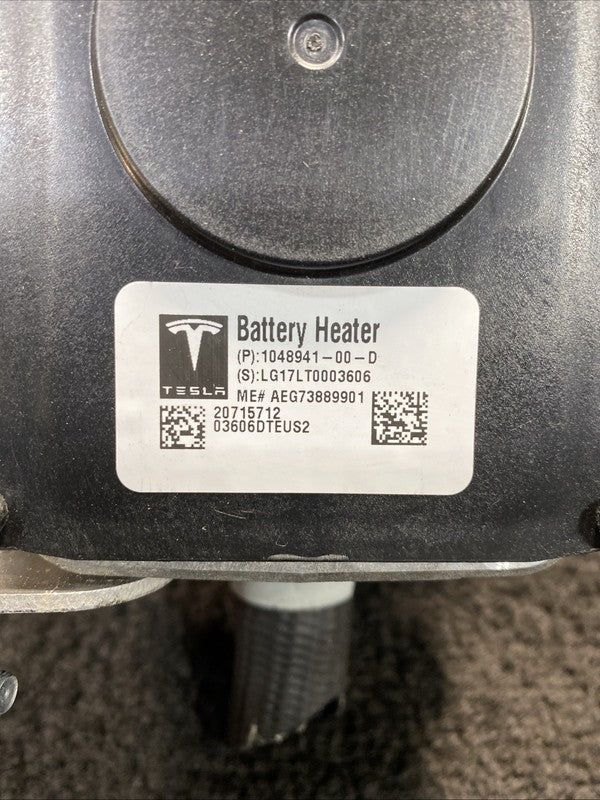 TESLA
Battery Heater
(P):1048941-00-D
(S):LG17LT0003606
ME# AEG73889901
20715712
03606DTEUS2